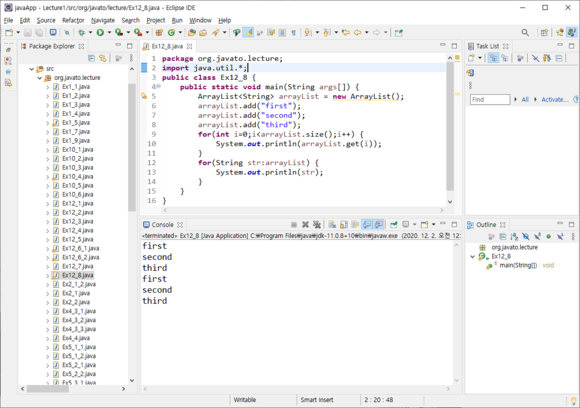 javaApp - Lecture1/src/org/javato/lecture/Ex12_8.java - Eclipse IDE
File Edit Source Refactor Navigate Search Project Run Window Help
Package Explorer
src
org.javato.lecture
Ex1_1.java
Ex1_2.java
Ex1_3.java
Ex1_4.java
Ex1_5.java
Ex1_7.java
Ex1_9.java
Ex10_1.java
Ex10_2.java
Ex10_3.java
Ex10_4.java
Ex10_5.java
Ex10_6.java
Ex12_1.java
Ex12_2.java
Ex12_3.java
Ex12_4.java
Ex12_5.java
Ex12_6_1.java
Ex12_6_2.java
Ex12_7.java
Ex12_8.java
Ex2_1_2.java
Ex2_1.java
Ex2_2.java
Ex4_3_1.java
Ex4_3_2.java
Ex4_3_3.java
Ex4_4.java
Ex5_1_1.java
Ex5_1_2.java
Ex5_2_1.java
Ex5_2_2.java
Ex5_3_1.java
Ex12_8.java
1 package org.javato.lecture;
2 import java.util.*;
3 public class Ex12_8 {
4 public static void main(String args[]) {
5 ArrayList<String> arrayList = new ArrayList();
6 arrayList.add("first");
7 arrayList.add("second");
8 arrayList.add("third");
9 for(int i=0;i<arrayList.size();i++) {
10 System.out.println(arrayList.get(i));
11 }
12 for(String str:arrayList) {
13 System.out.println(str);
14 }
15 }
16 }
Console
<terminated> Ex12_8 [Java Application] C:₩Program Files₩java₩jdk-11.0.8+10₩bin₩javaw.exe (2020. 12. 2. 오전 12:
first
second
third
first
second
third
Task List
Find
All
Activate...
Outline
org.javato.lecture
Ex12_8
main(String[]) : void
Writable
Smart Insert
2 : 20 : 48